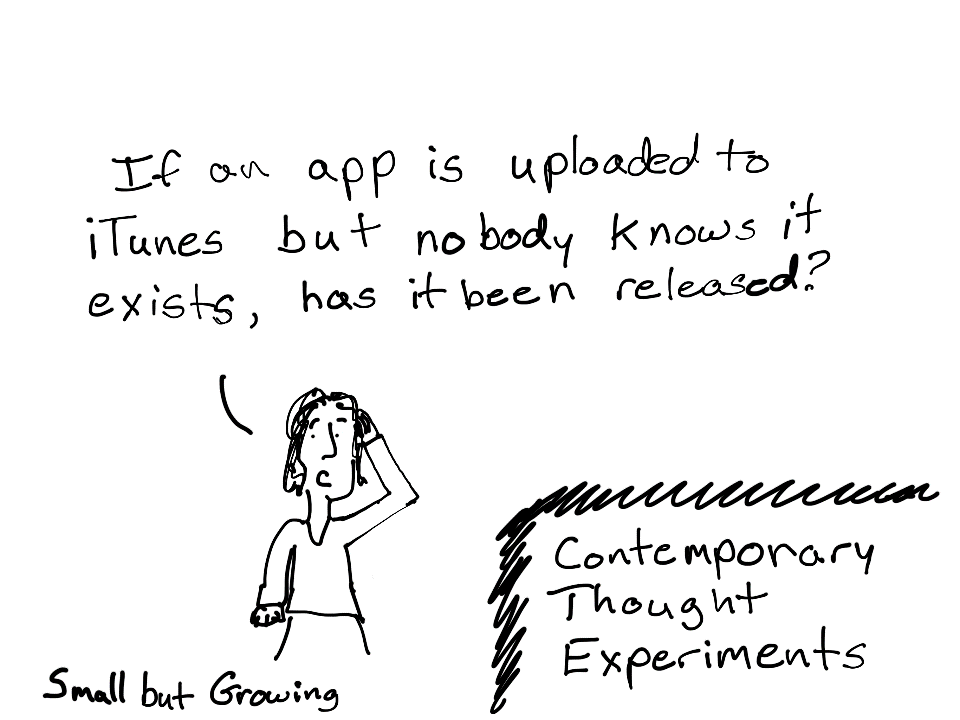 If an app is uploaded to
iTunes but nobody knows it
exists, has it been released?
Contemporary
Thought
Experiments
Small but Growing